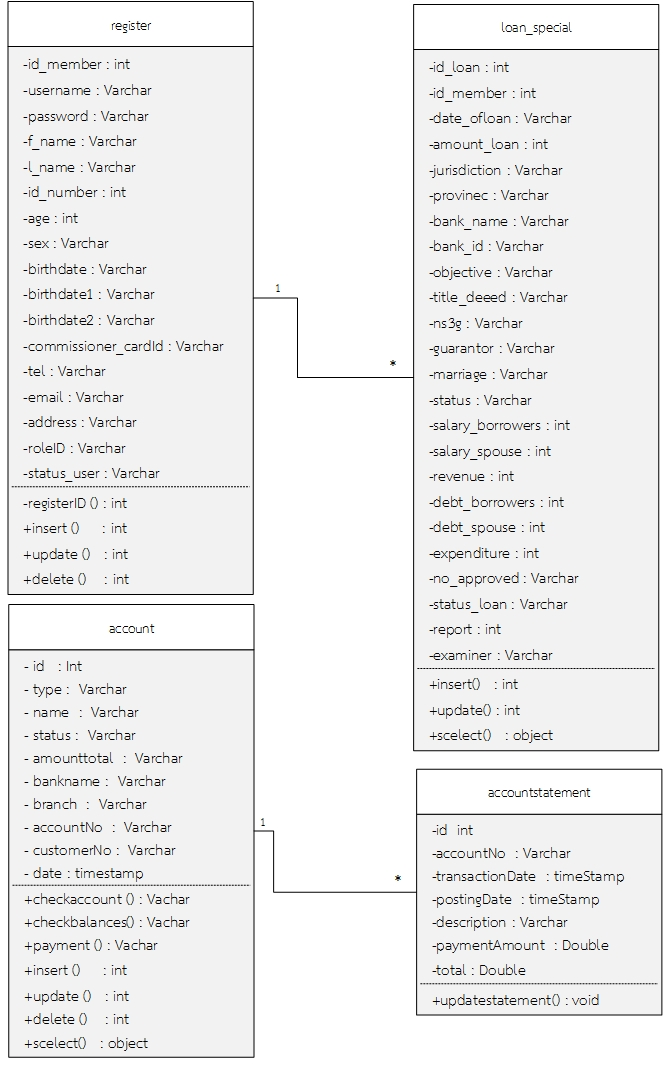 register
-id_member : int
-username : Varchar
-password : Varchar
-f_name : Varchar
-l_name : Varchar
-id_number : int
-age : int
-sex : Varchar
-birthdate : Varchar
-birthdate1 : Varchar
-birthdate2 : Varchar
-commissioner_cardId : Varchar
-tel : Varchar
-email : Varchar
-address : Varchar
-roleID : Varchar
-status_user : Varchar
-registerID () : int
+insert () : int
+update () : int
+delete () : int
1
*
loan_special
-id_loan : int
-id_member : int
-date_ofloan : Varchar
-amount_loan : int
-jurisdiction : Varchar
-provinec : Varchar
-bank_name : Varchar
-bank_id : Varchar
-objective : Varchar
-title_deeed : Varchar
-ns3g : Varchar
-guarantor : Varchar
-marriage : Varchar
-status : Varchar
-salary_borrowers : int
-salary_spouse : int
-revenue : int
-debt_borrowers : int
-debt_spouse : int
-expenditure : int
-no_approved : Varchar
-status_loan : Varchar
-report : int
-examiner : Varchar
+insert() : int
+update() : int
+scelect() : object
account
- id : Int
- type : Varchar
- name : Varchar
- status : Varchar
- amounttotal : Varchar
- bankname : Varchar
- branch : Varchar
- accountNo : Varchar
- customerNo : Varchar
- date : timestamp
+checkaccount () : Vachar
+checkbalances() : Vachar
+payment () : Vachar
+insert () : int
+update () : int
+delete () : int
+scelect() : object
1
*
accountstatement
-id int
-accountNo : Varchar
-transactionDate : timeStamp
-postingDate : timeStamp
-description : Varchar
-paymentAmount : Double
-total : Double
+updatestatement() : void